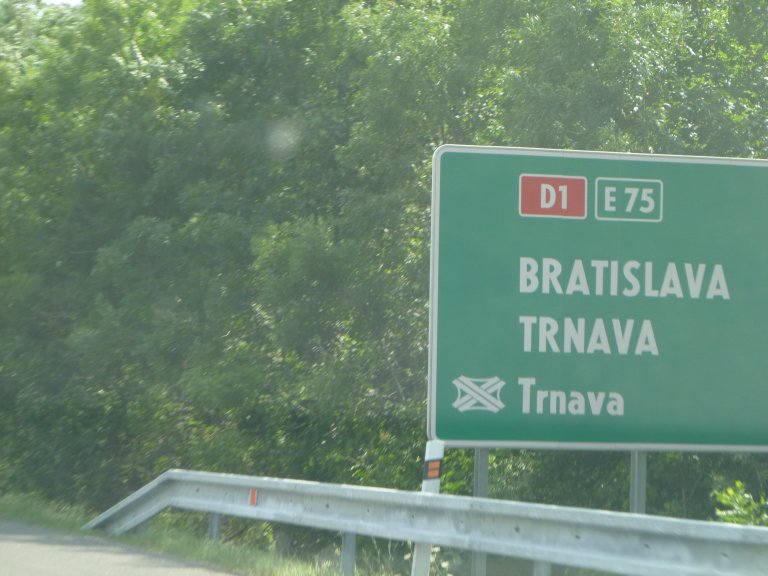 D1 E 75
BRATISLAVA
TRNAVA
Trnava